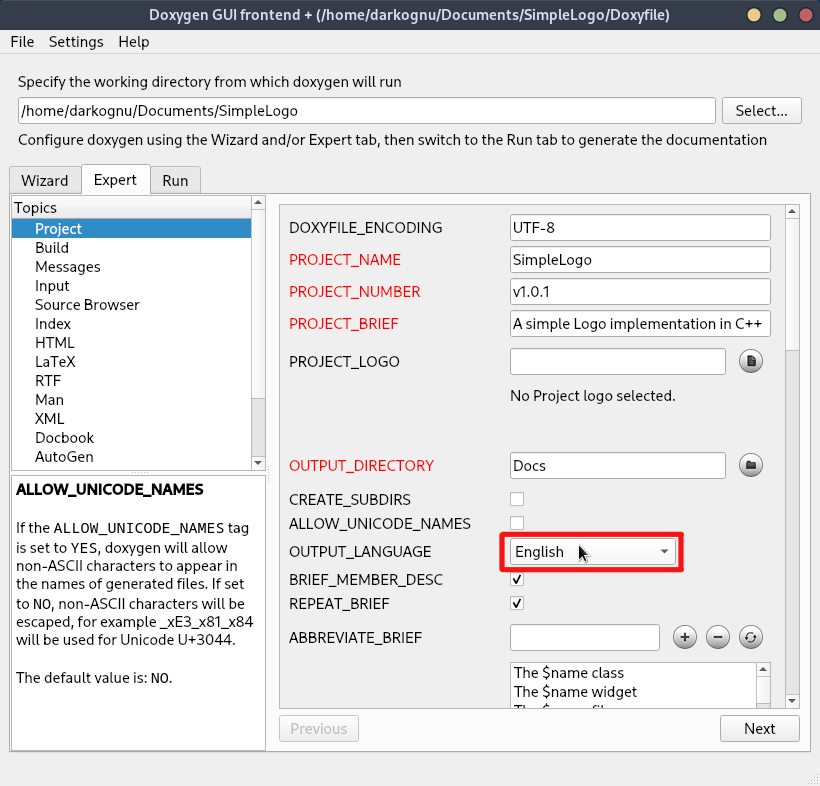 Doxygen GUI frontend + (/home/darkognu/Documents/SimpleLogo/Doxyfile)
File Settings Help
Specify the working directory from which doxygen will run
/home/darkognu/Documents/SimpleLogo Select...
Configure doxygen using the Wizard and/or Expert tab, then switch to the Run tab to generate the documentation
Wizard Expert Run
Topics
Project
Build
Messages
Input
Source Browser
Index
HTML
LaTeX
RTF
Man
XML
Docbook
AutoGen
ALLOW_UNICODE_NAMES
If the ALLOW_UNICODE_NAMES tag
is set to YES, doxygen will allow
non-ASCII characters to appear in
the names of generated files. If set
to NO, non-ASCII characters will be
escaped, for example _xE3_x81_x84
will be used for Unicode U+3044.
The default value is: NO.
DOXYFILE_ENCODING UTF-8
PROJECT_NAME SimpleLogo
PROJECT_NUMBER v1.0.1
PROJECT_BRIEF A simple Logo implementation in C++
PROJECT_LOGO
No Project logo selected.
OUTPUT_DIRECTORY Docs
CREATE_SUBDIRS
ALLOW_UNICODE_NAMES
OUTPUT_LANGUAGE English
BRIEF_MEMBER_DESC
REPEAT_BRIEF
ABBREVIATE_BRIEF
The $name class
The $name widget
Previous Next